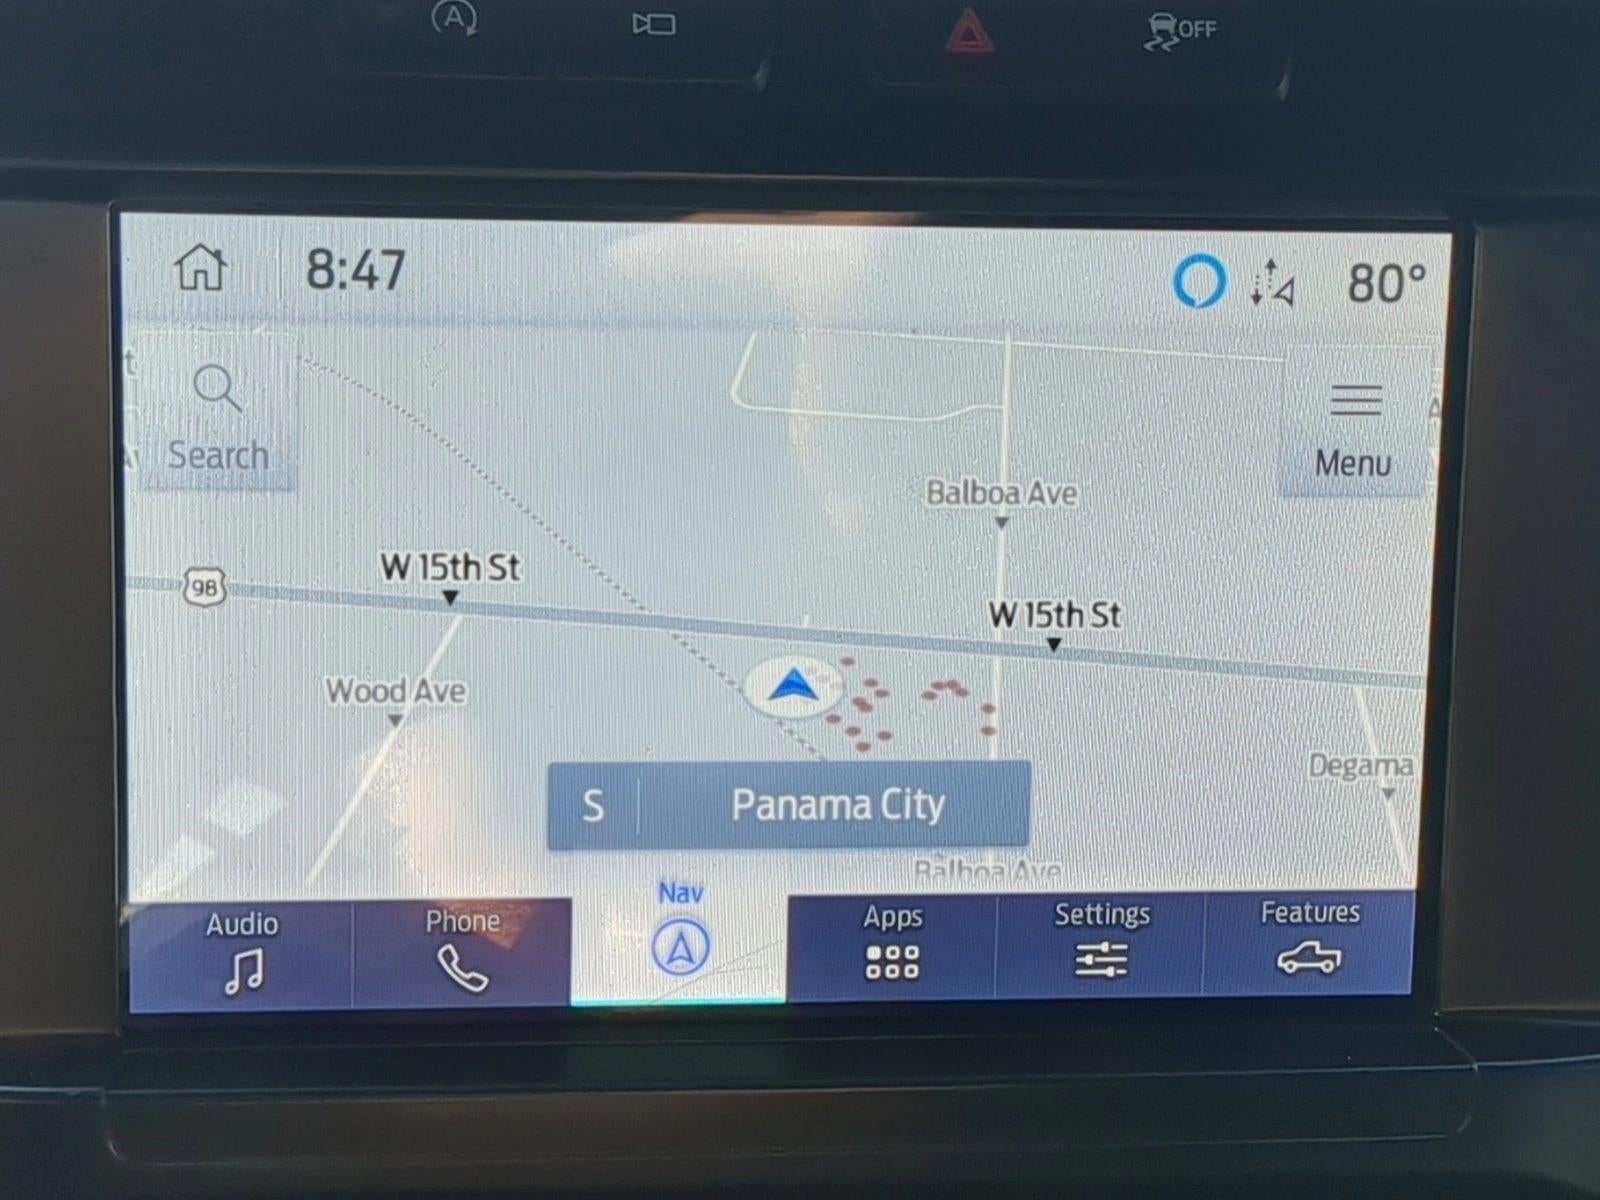 A
OFF
8:47
80°
Search
Menu
Balboa Ave
W 15th St
98
W 15th St
Wood Ave
Degama
S Panama City
Balboa Ave
Nav
Audio
Phone
Apps
Settings
Features